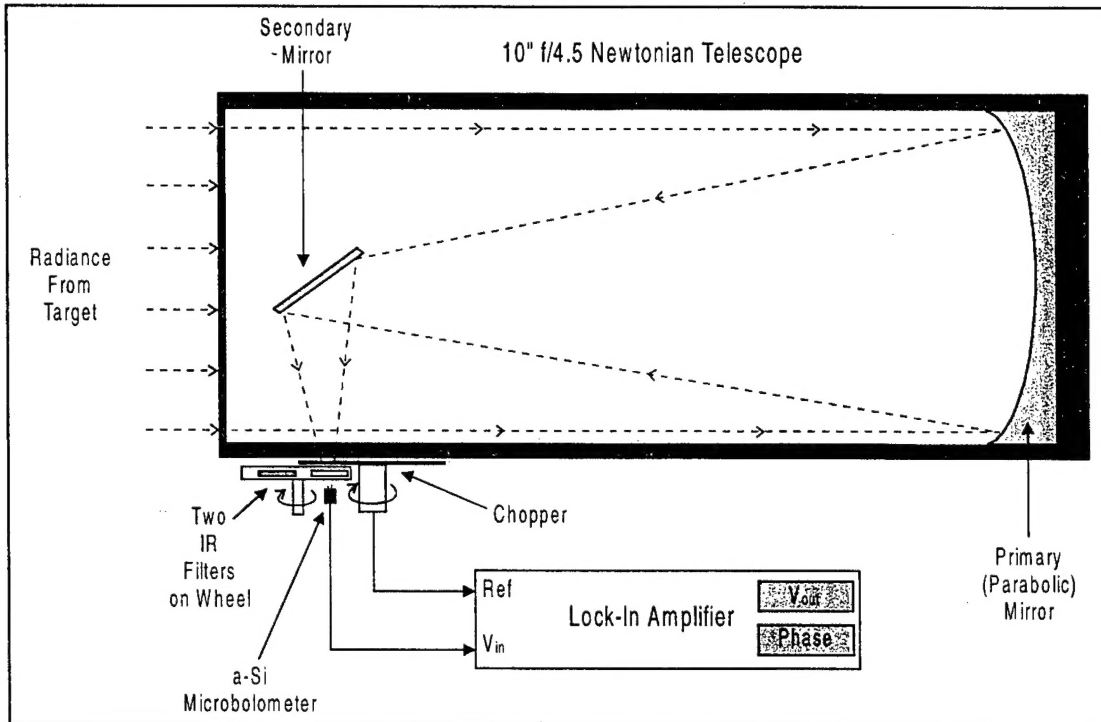 Secondary
-Mirror
10" f/4.5 Newtonian Telescope
Radiance
From
Target
Two
IR
Filters
on Wheel
Chopper
a-Si
Microbolometer
Ref
Vin
Lock-In Amplifier
Vout
Phase
Primary
(Parabolic)
Mirror